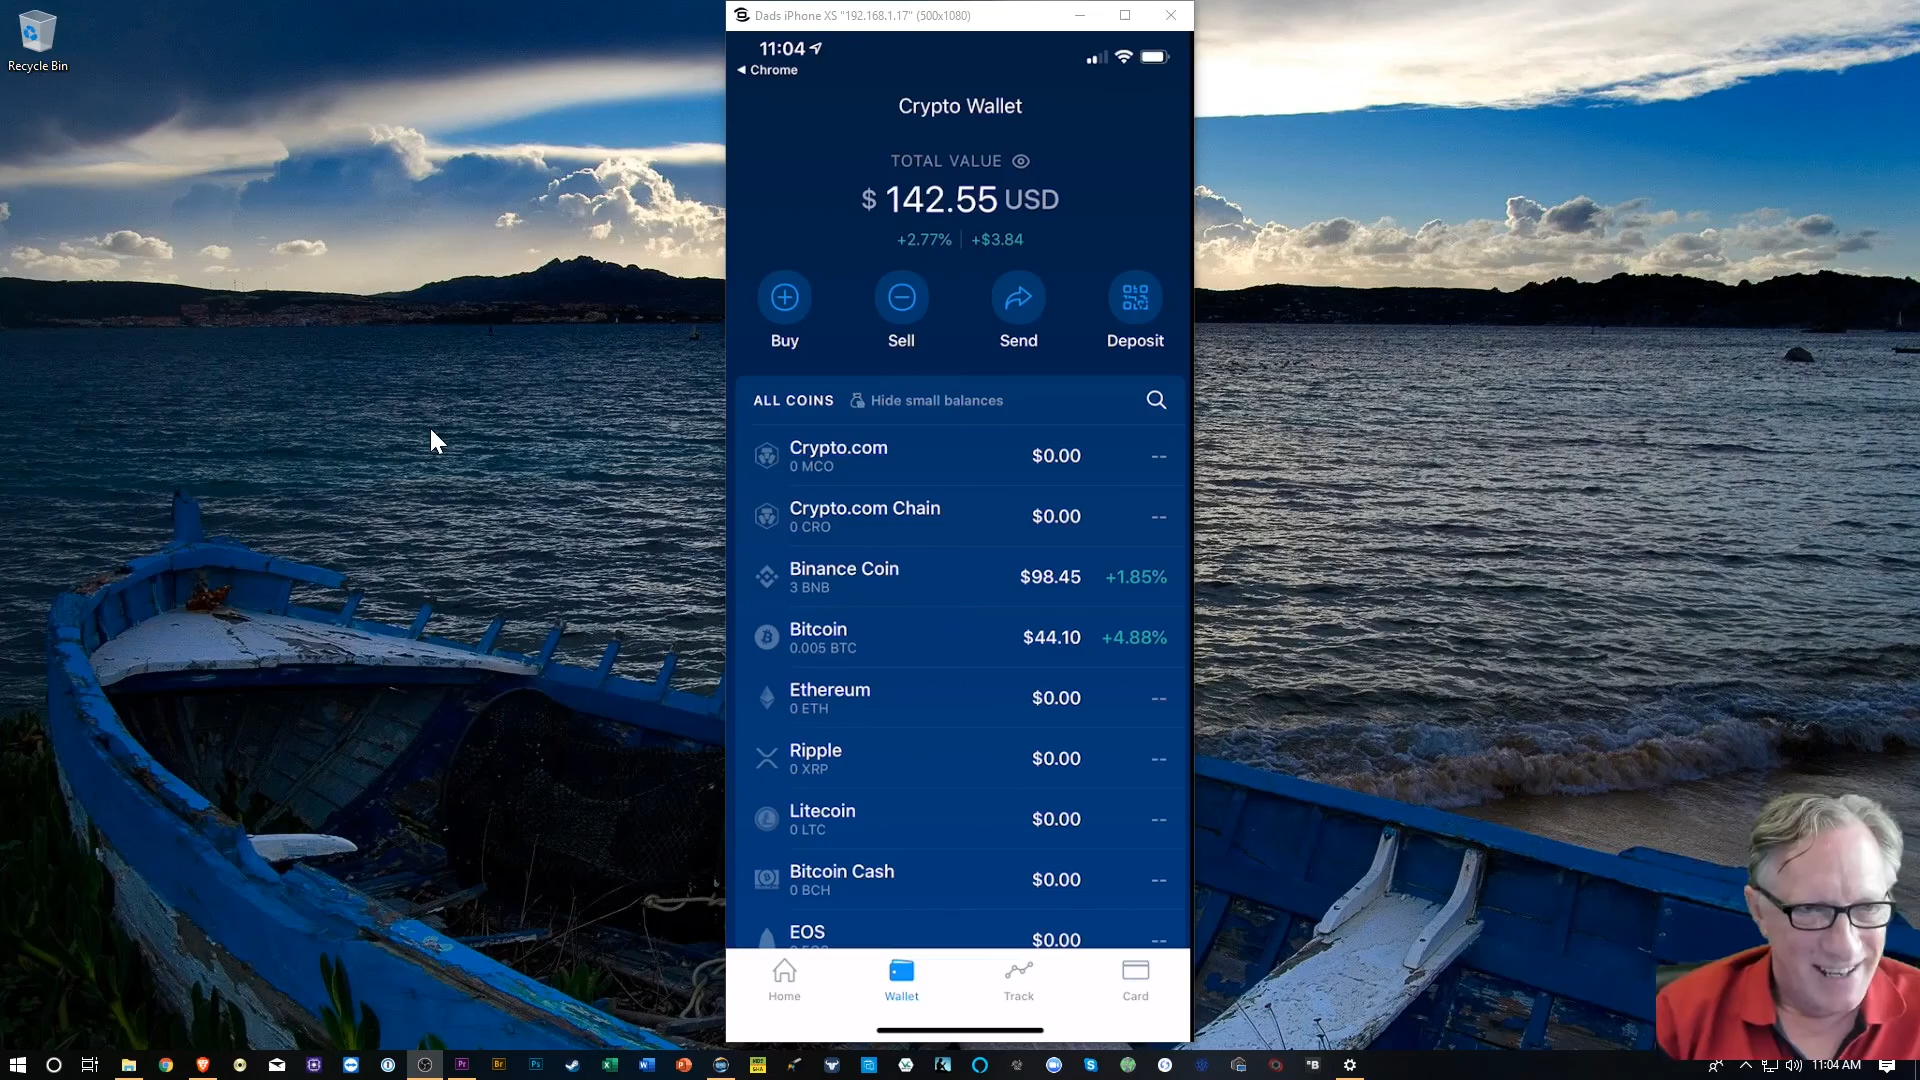 Recycle Bin
Dads iPhone XS "192.168.1.17" (500x1080)
11:04
Chrome
Crypto Wallet
TOTAL VALUE
$ 142.55 USD
+2.77% +$3.84
Buy Sell Send Deposit
ALL COINS Hide small balances
Crypto.com $0.00 --
0 MCO
Crypto.com Chain $0.00 --
0 CRO
Binance Coin $98.45 +1.85%
3 BNB
Bitcoin $44.10 +4.88%
0.005 BTC
Ethereum $0.00 --
0 ETH
Ripple $0.00 --
0 XRP
Litecoin $0.00 --
0 LTC
Bitcoin Cash $0.00 --
0 BCH
EOS $0.00 --
Home Wallet Track Card
11:04 AM